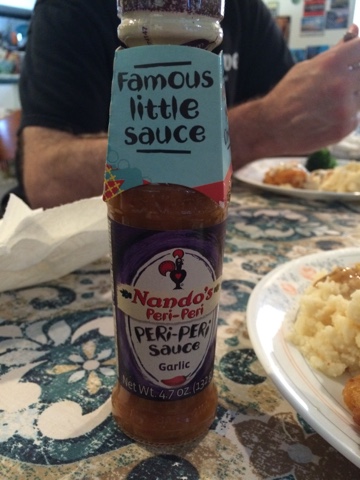 Famous
little
sauce
Nando's
Peri-Peri
PERi-PERi
sauce
Garlic
Net Wt. 4.7 oz